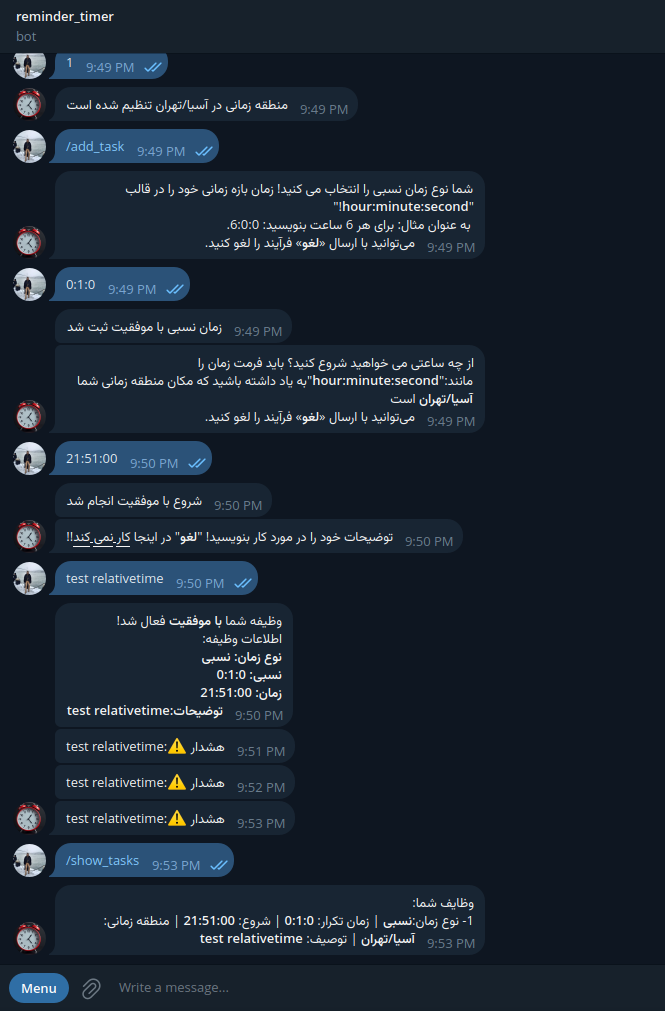 reminder_timer
bot
1 9:49 PM
منطقه زمانی در آسیا/تهران تنظیم شده است 9:49 PM
/add_task 9:49 PM
شما نوع زمان نسبی را انتخاب می کنید! زمان بازه زمانی خود را در قالب
"hour:minute:second!"
به عنوان مثال: برای هر 6 ساعت بنویسید: 6:0:0.
می‌توانید با ارسال «لغو» فرآیند را لغو کنید. 9:49 PM
0:1:0 9:49 PM
زمان نسبی با موفقیت ثبت شد 9:49 PM
از چه ساعتی می خواهید شروع کنید؟ باید فرمت زمان را
مانند:"hour:minute:second"به یاد داشته باشید که مکان منطقه زمانی شما
آسیا/تهران است
می‌توانید با ارسال «لغو» فرآیند را لغو کنید. 9:49 PM
21:51:00 9:50 PM
شروع با موفقیت انجام شد 9:50 PM
توضیحات خود را در مورد کار بنویسید! "لغو" در اینجا کار نمی کند!! 9:50 PM
test relativetime 9:50 PM
وظیفه شما با موفقیت فعال شد!
اطلاعات وظیفه:
نوع زمان: نسبی
نسبی: 0:1:0
زمان: 21:51:00
توضیحات:test relativetime 9:50 PM
هشدار ⚠️:test relativetime 9:51 PM
هشدار ⚠️:test relativetime 9:52 PM
هشدار ⚠️:test relativetime 9:53 PM
/show_tasks 9:53 PM
وظایف شما:
1- نوع زمان:نسبی | زمان تکرار: 0:1:0 | شروع: 21:51:00 | منطقه زمانی:
آسیا/تهران | توصیف: test relativetime 9:53 PM
Menu Write a message...